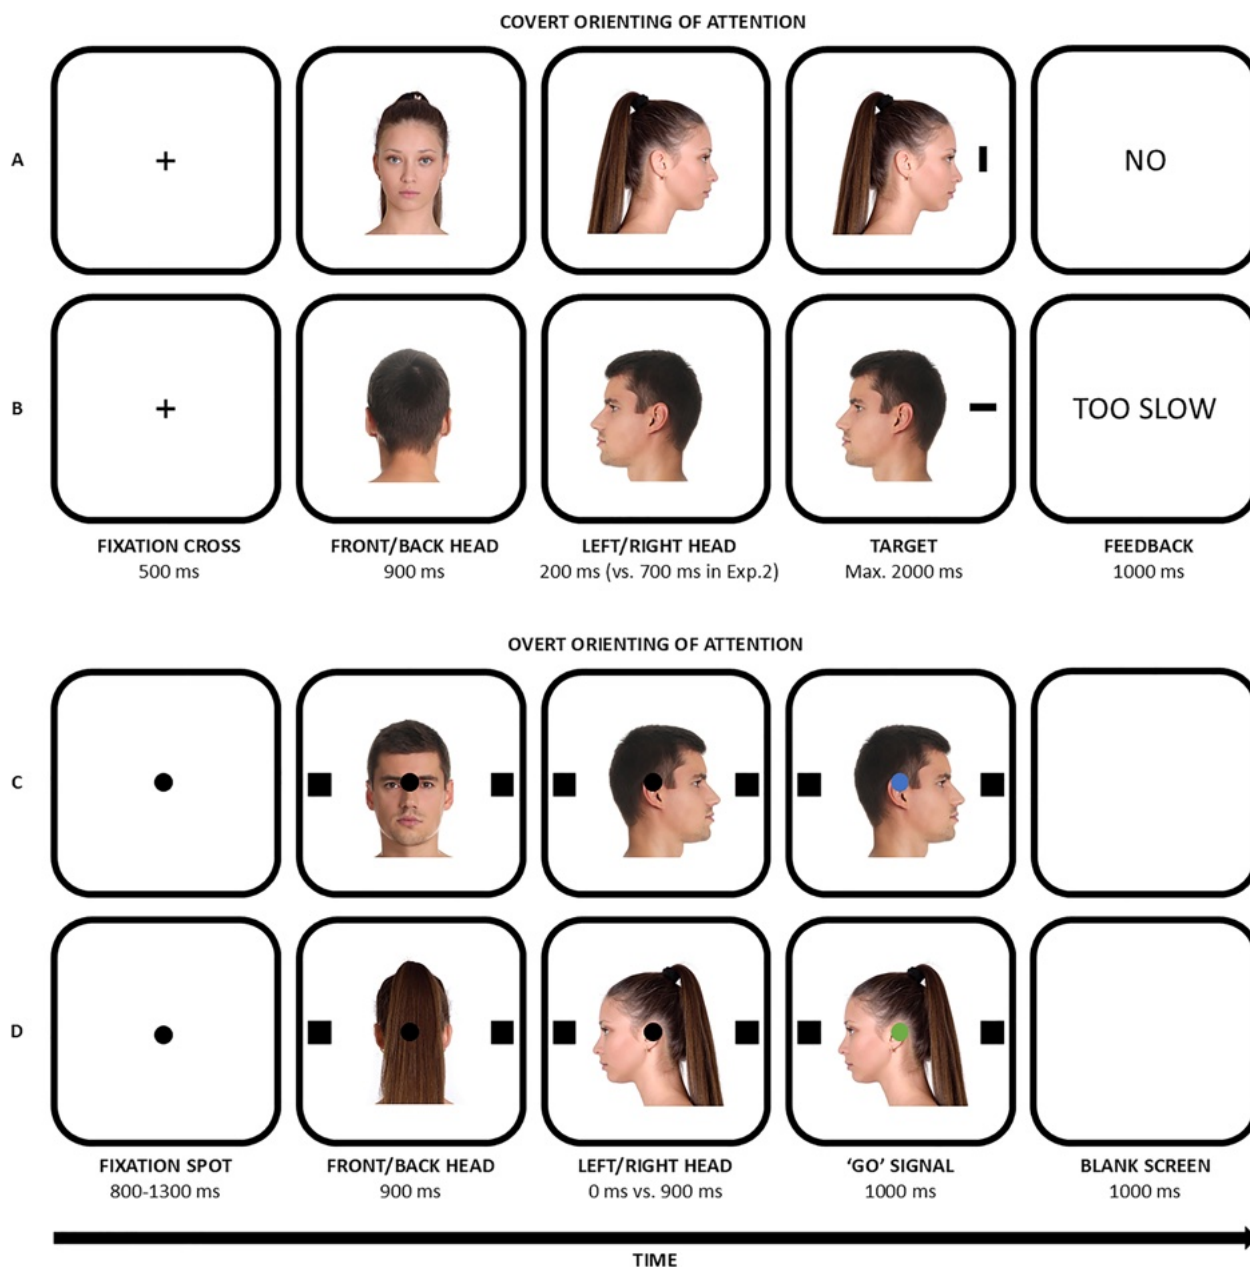 COVERT ORIENTING OF ATTENTION
A
NO
B
TOO SLOW
FIXATION CROSS
500 ms
FRONT/BACK HEAD
900 ms
LEFT/RIGHT HEAD
200 ms (vs. 700 ms in Exp.2)
TARGET
Max. 2000 ms
FEEDBACK
1000 ms
OVERT ORIENTING OF ATTENTION
C
D
FIXATION SPOT
800-1300 ms
FRONT/BACK HEAD
900 ms
LEFT/RIGHT HEAD
0 ms vs. 900 ms
‘GO’ SIGNAL
1000 ms
BLANK SCREEN
1000 ms
TIME